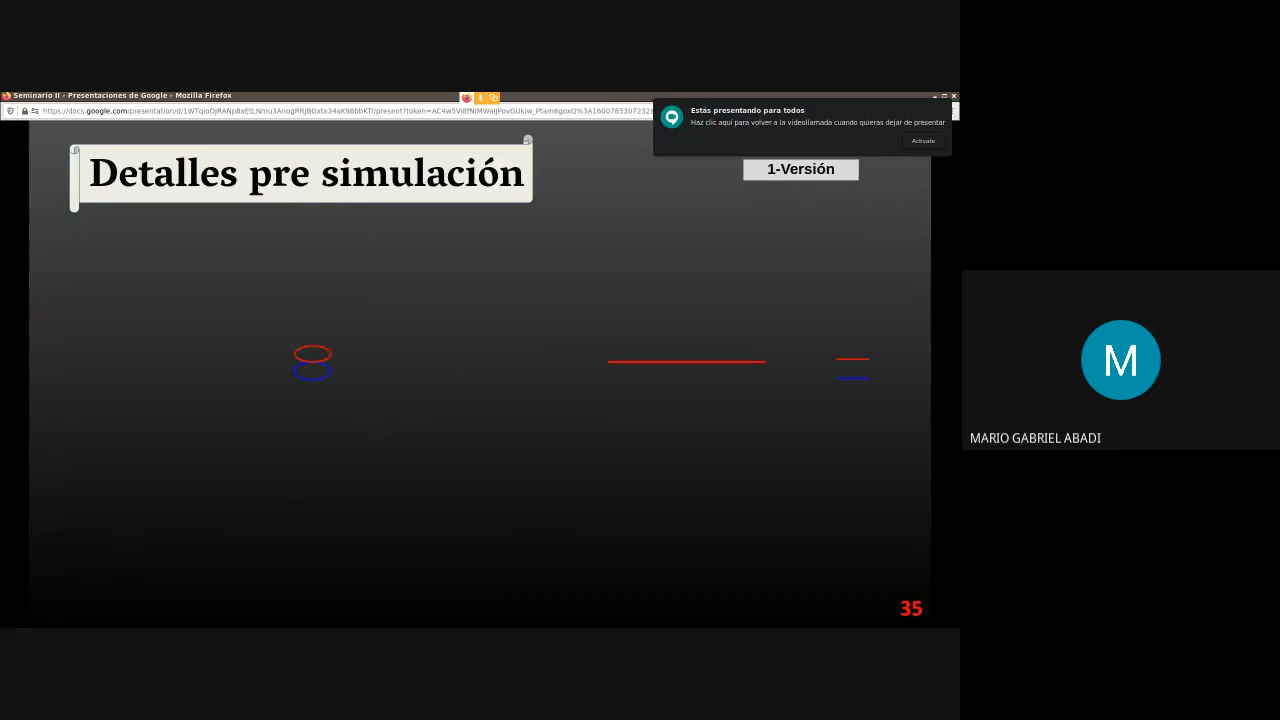 Seminario II - Presentaciones de Google - Mozilla Firefox
Estás presentando para todos
Haz clic aquí para volver a la videollamada cuando quieras dejar de presentar
Activate
Detalles pre simulación
1-Versión
M
MARIO GABRIEL ABADI
35